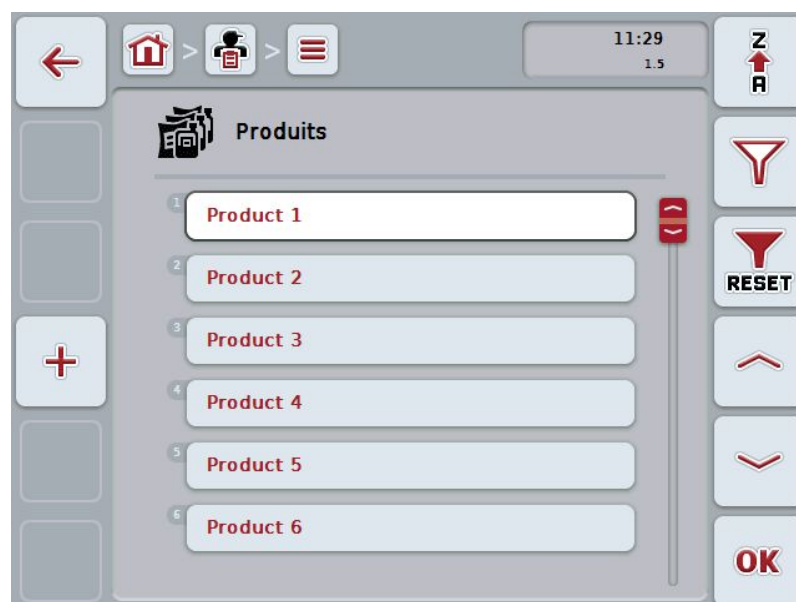 11:29
1.5
Z
A
Produits
1
Product 1
2
Product 2
RESET
3
Product 3
4
Product 4
5
Product 5
6
Product 6
OK